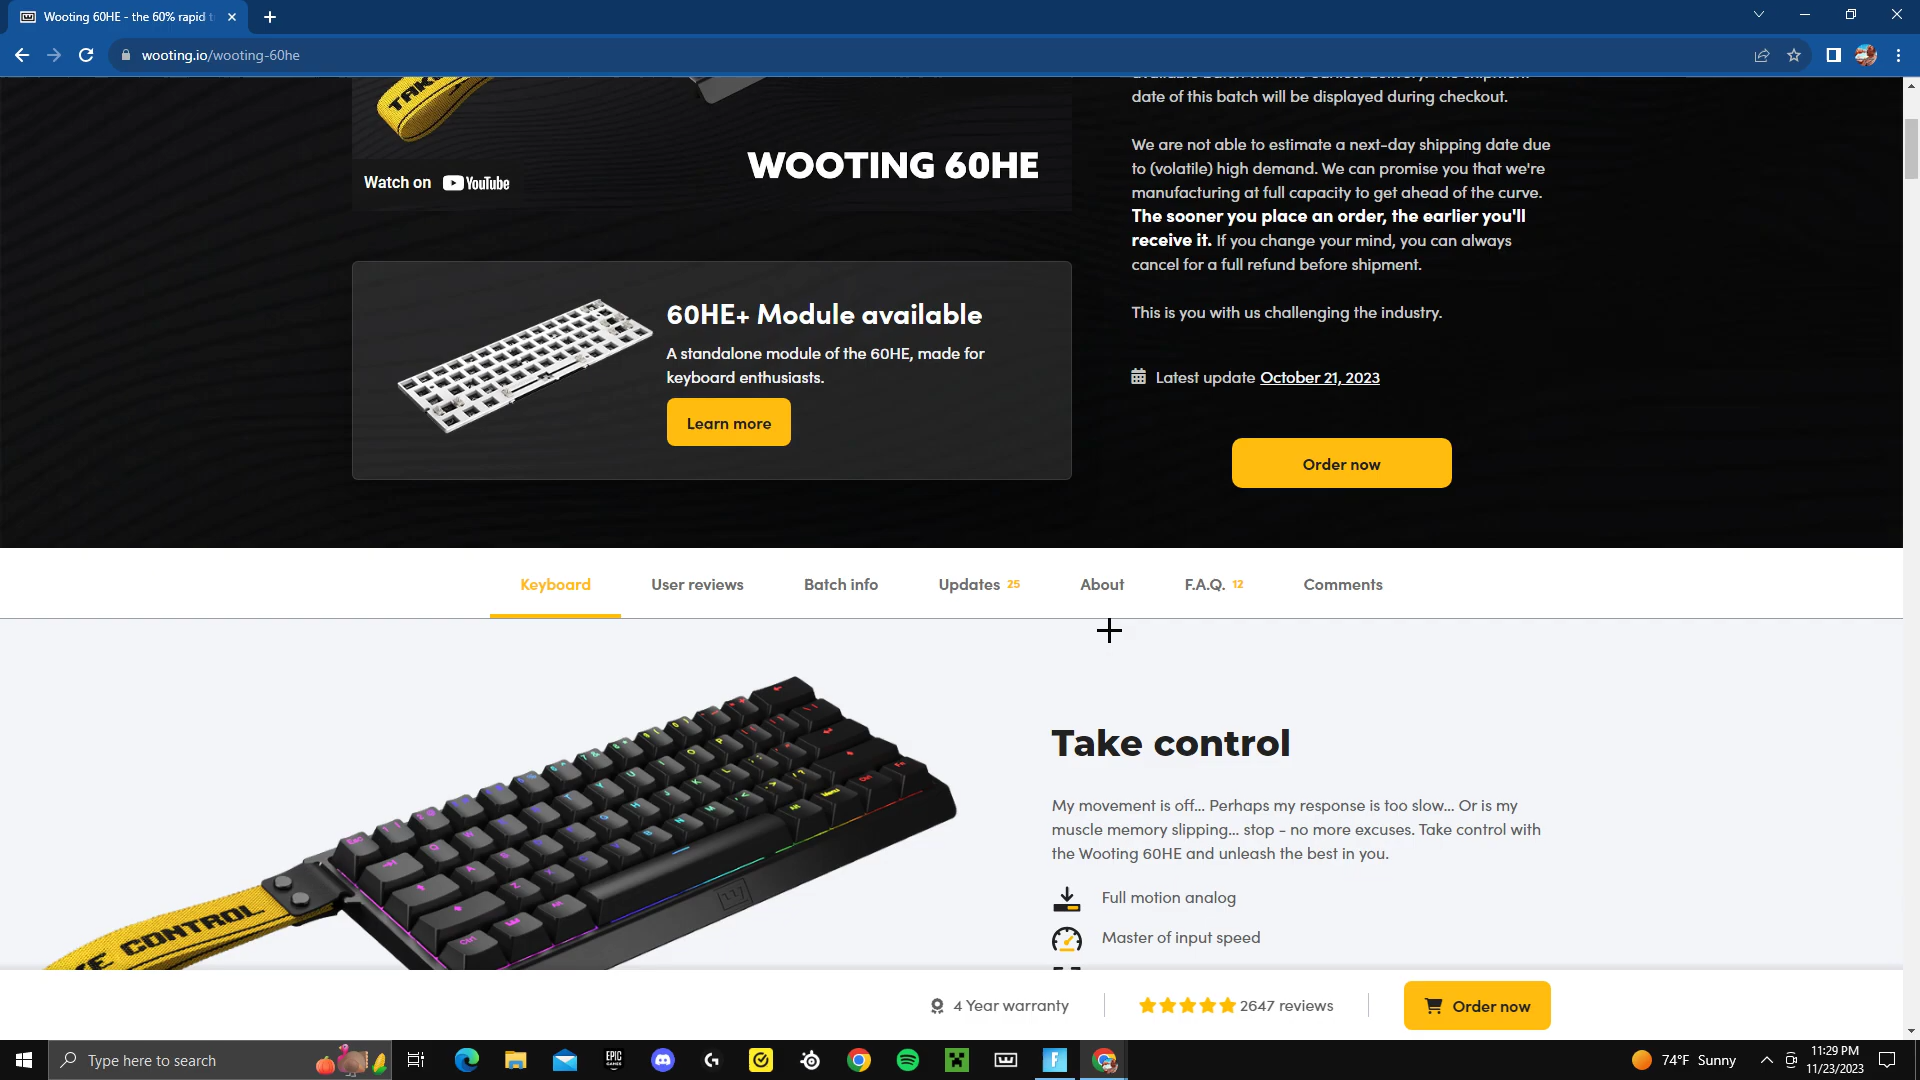 Wooting 60HE - the 60% rapid t
wooting.io/wooting-60he
TAK
Watch on YouTube
WOOTING 60HE
date of this batch will be displayed during checkout.
We are not able to estimate a next-day shipping date due
to (volatile) high demand. We can promise you that we're
manufacturing at full capacity to get ahead of the curve.
The sooner you place an order, the earlier you'll
receive it. If you change your mind, you can always
cancel for a full refund before shipment.
This is you with us challenging the industry.
Latest update October 21, 2023
Order now
60HE+ Module available
A standalone module of the 60HE, made for
keyboard enthusiasts.
Learn more
Keyboard User reviews Batch info Updates 25 About F.A.Q. 12 Comments
Take control
My movement is off... Perhaps my response is too slow... Or is my
muscle memory slipping... stop - no more excuses. Take control with
the Wooting 60HE and unleash the best in you.
Full motion analog
Master of input speed
CONTROL
4 Year warranty 2647 reviews Order now
Type here to search
EPIC GAMES
74°F Sunny
11:29 PM
11/23/2023